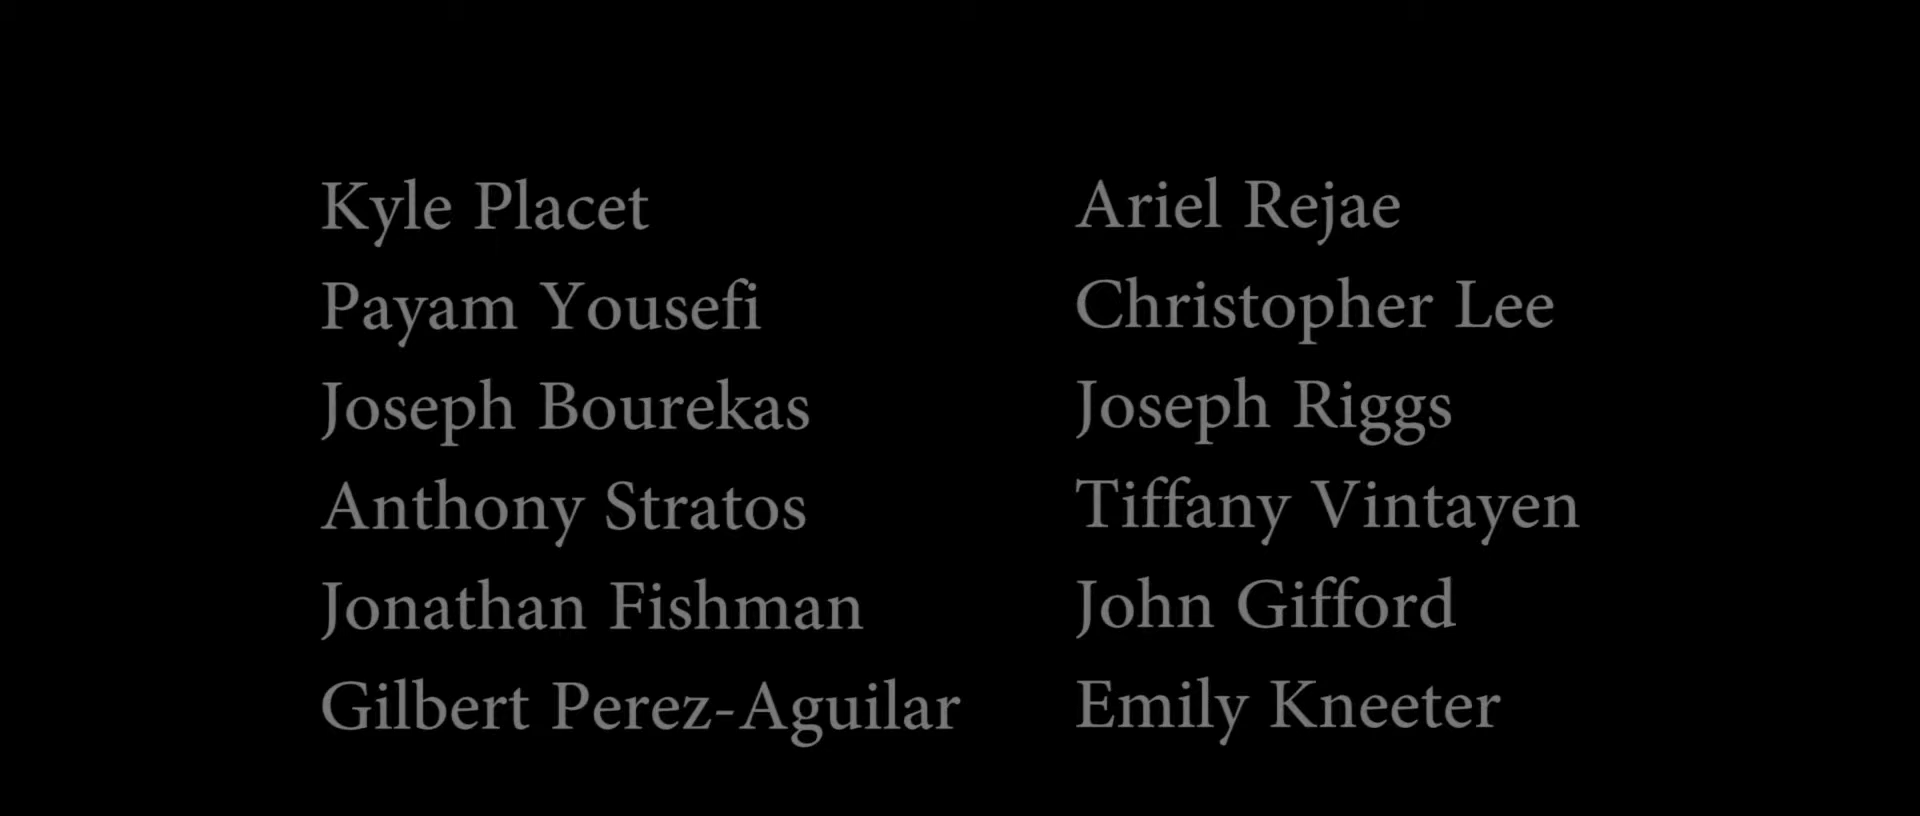 Kyle Placet
Payam Yousefi
Joseph Bourekas
Anthony Stratos
Jonathan Fishman
Gilbert Perez-Aguilar
Ariel Rejae
Christopher Lee
Joseph Riggs
Tiffany Vintayen
John Gifford
Emily Kneeter